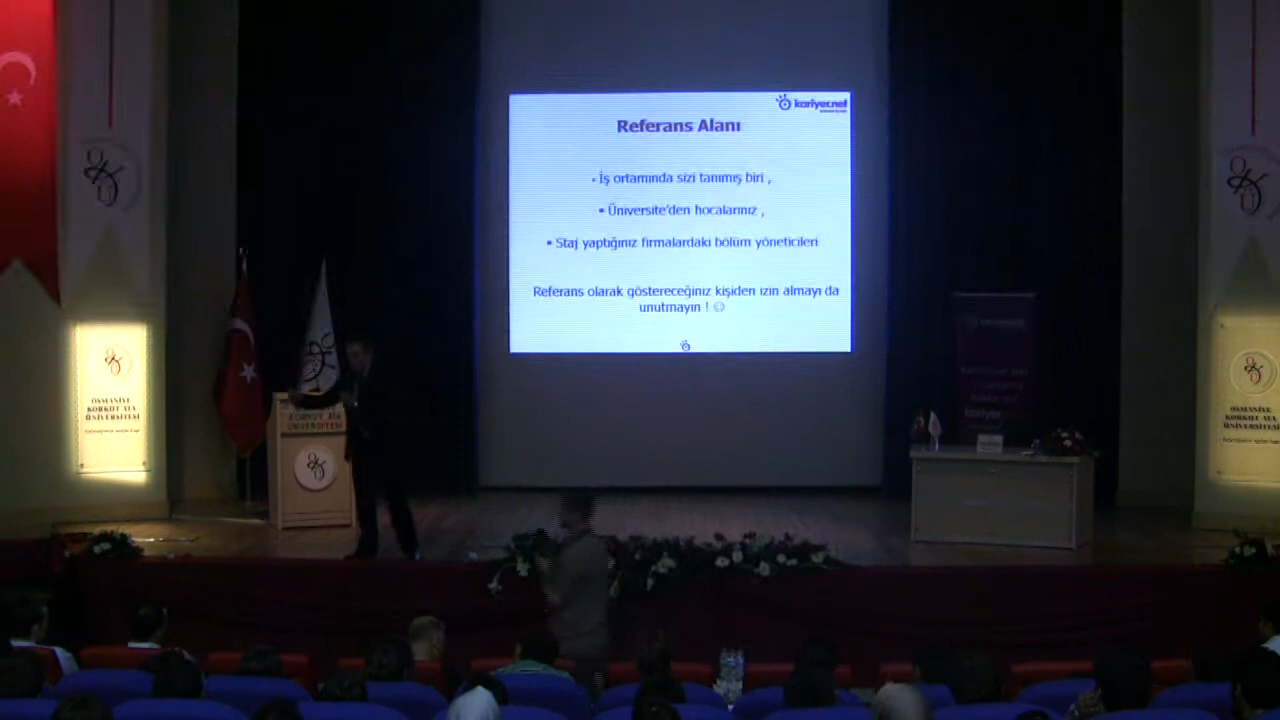 kariyer.net
Referans Alanı
▪ İş ortamında sizi tanımış biri ,
▪ Üniversite'den hocalarınız ,
▪ Staj yaptığınız firmalardaki bölüm yöneticileri
Referans olarak göstereceğiniz kişiden izin almayı da
unutmayın ! ☺
OSMANİYE
KORKUT ATA
ÜNİVERSİTESİ
KORKUT ATA
ÜNİVERSİTESİ
kariyer
OSMANİYE
KORKUT ATA
ÜNİVERSİTESİ